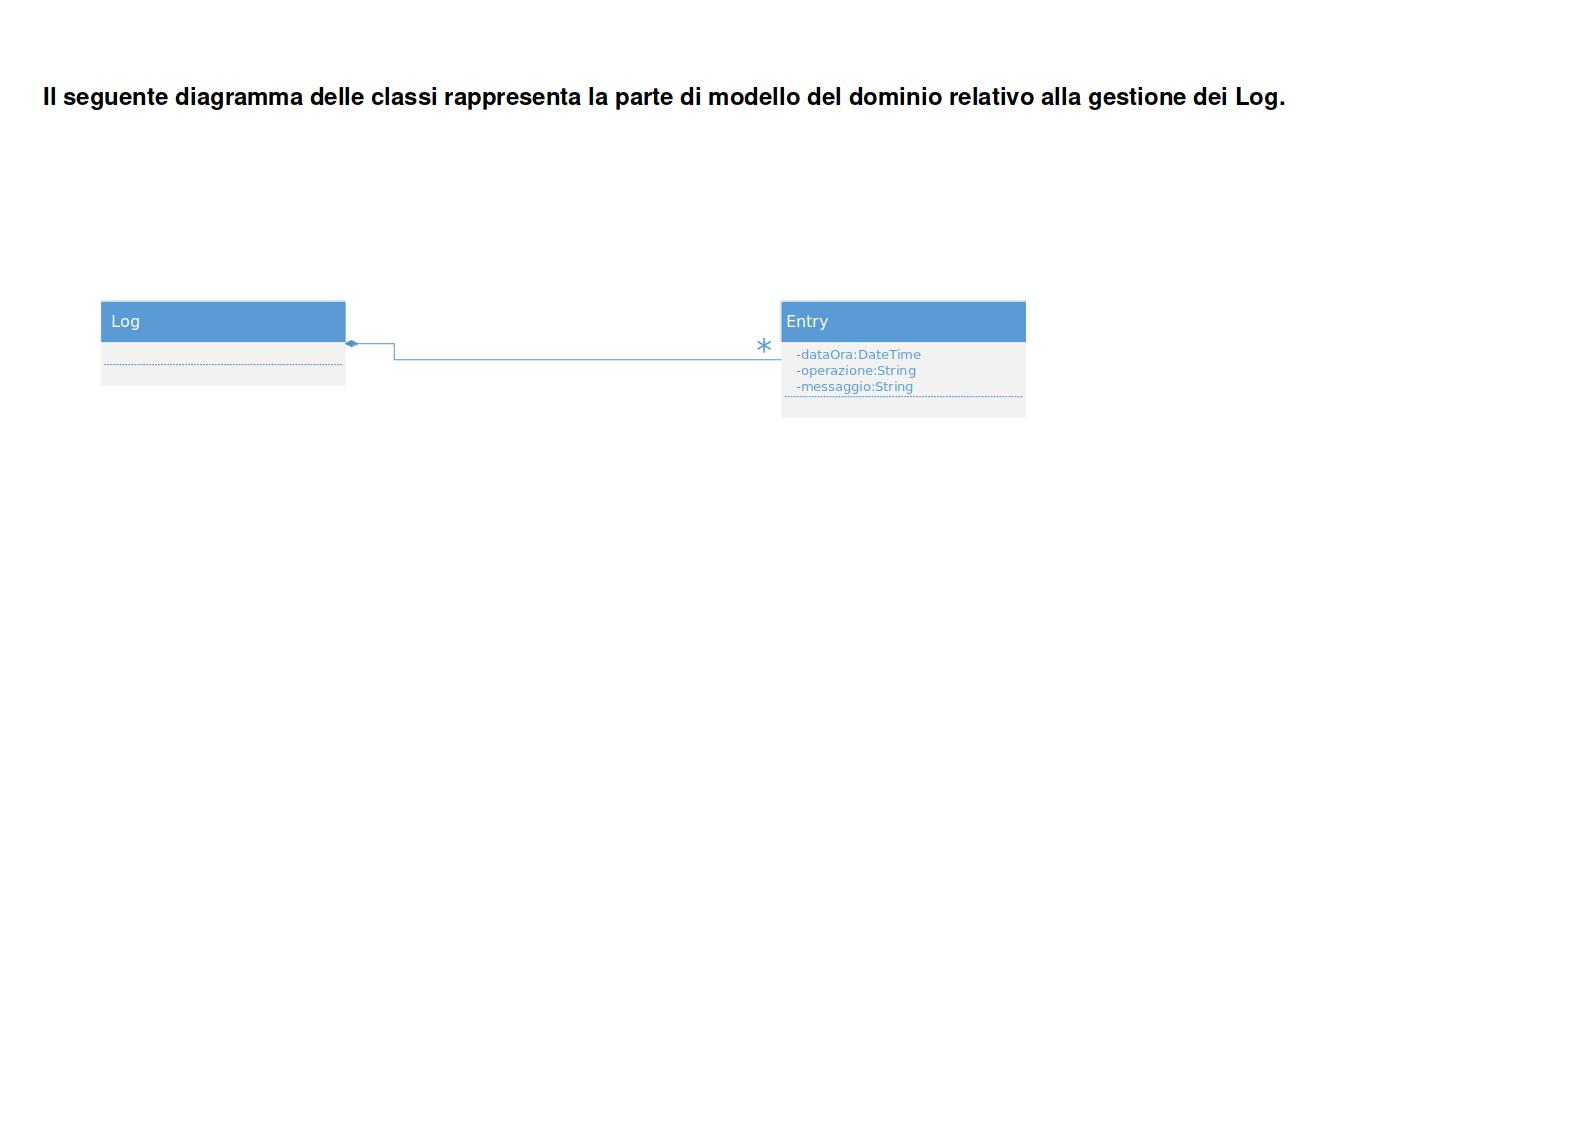 Il seguente diagramma delle classi rappresenta la parte di modello del dominio relativo alla gestione dei Log.
Log
Entry
*
-dataOra:DateTime
-operazione:String
-messaggio:String